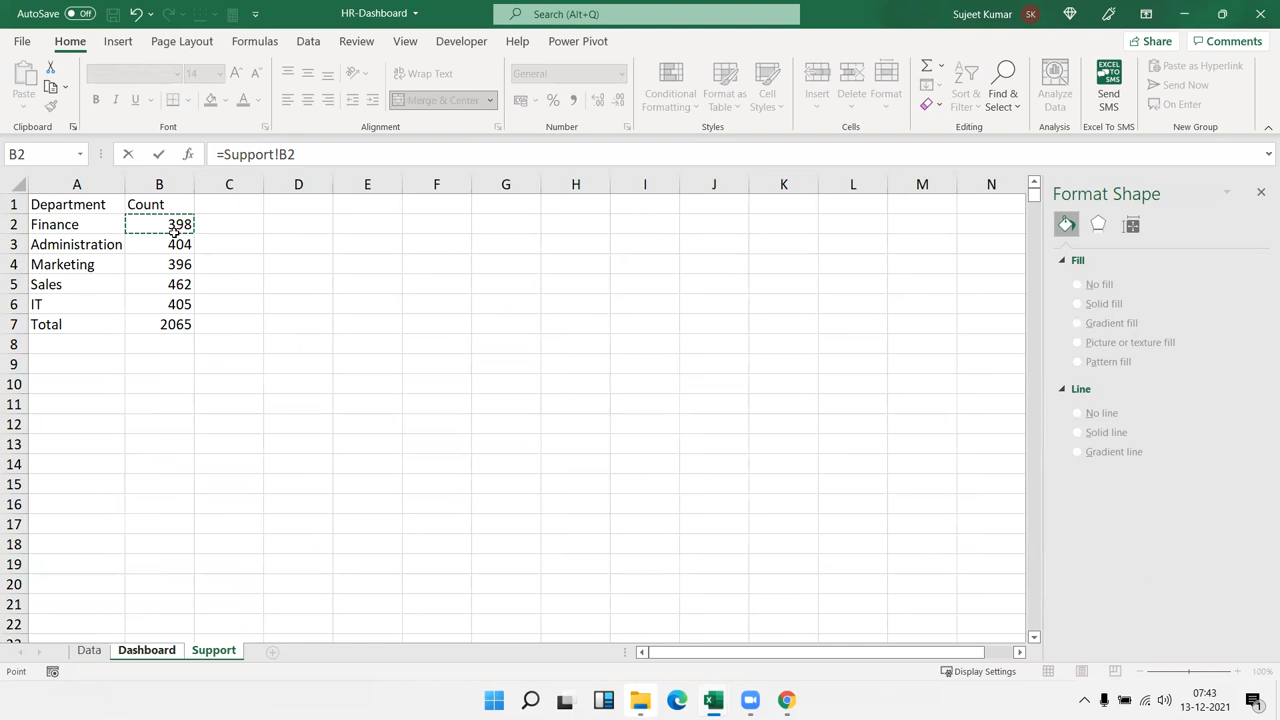 AutoSave Off HR-Dashboard Search (Alt+Q) Sujeet Kumar SK
File Home Insert Page Layout Formulas Data Review View Developer Help Power Pivot Share Comments
Paste 14 Wrap Text General Conditional Formatting Format as Table Cell Styles Insert Delete Format Sort & Filter Find & Select Analyze Data Send SMS Paste as Hyperlink
B I U Merge & Center Send Now
On Enter
Clipboard Font Alignment Number Styles Cells Editing Analysis Excel To SMS New Group
B2 fx =Support!B2
A B C D E F G H I J K L M N
1 Department Count
2 Finance 398
3 Administration 404
4 Marketing 396
5 Sales 462
6 IT 405
7 Total 2065
8
9
10
11
12
13
14
15
16
17
18
19
20
21
22
Format Shape
Fill
No fill
Solid fill
Gradient fill
Picture or texture fill
Pattern fill
Line
No line
Solid line
Gradient line
Data Dashboard Support
Point Display Settings 100%
07:43
13-12-2021
1